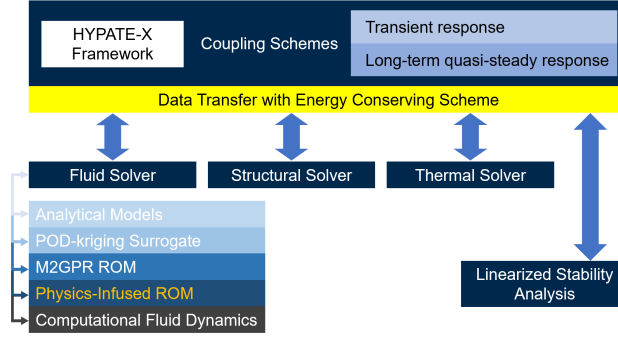 HYPATE-X
Framework
Coupling Schemes
Transient response
Long-term quasi-steady response
Data Transfer with Energy Conserving Scheme
Fluid Solver
Structural Solver
Thermal Solver
Analytical Models
POD-kriging Surrogate
M2GPR ROM
Physics-Infused ROM
Computational Fluid Dynamics
Linearized Stability
Analysis